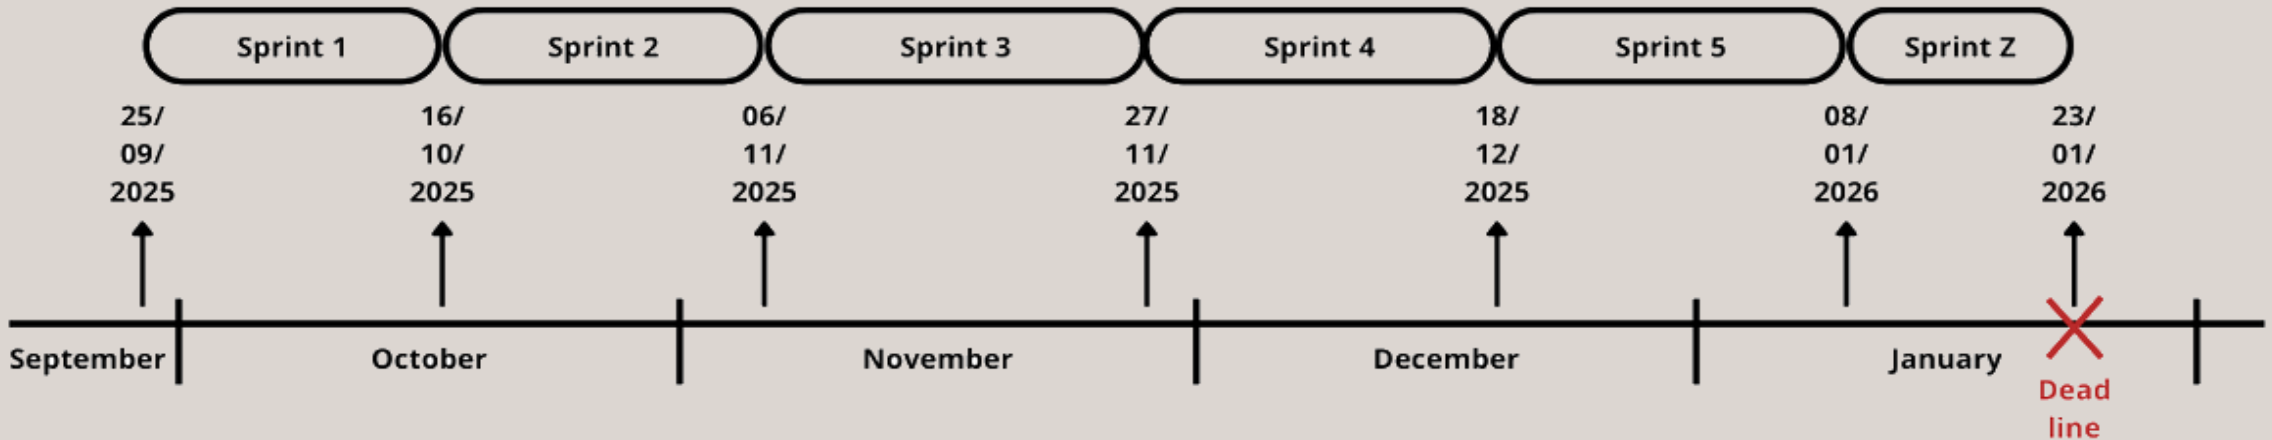 Sprint 1 Sprint 2 Sprint 3 Sprint 4 Sprint 5 Sprint Z
25/ 16/ 06/ 27/ 18/ 08/ 23/
09/ 10/ 11/ 11/ 12/ 01/ 01/
2025 2025 2025 2025 2025 2026 2026
September October November December January
Dead
line